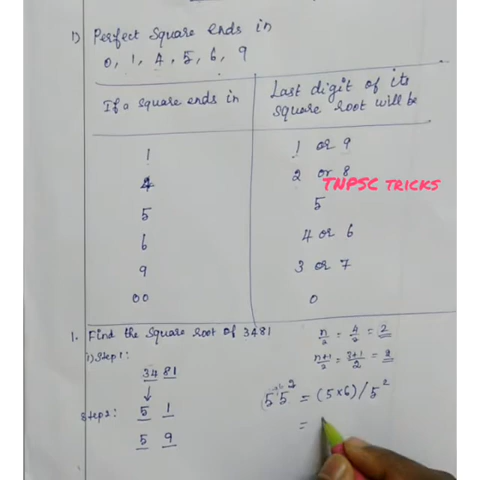 1) Perfect Square ends in
0, 1, 4, 5, 6, 9
If a square ends in | Last digit of its square root will be
1 | 1 or 9
4 | 2 or 8
TNPSC TRICKS
5 | 5
6 | 4 or 6
9 | 3 or 7
00 | 0
1. Find the Square root of 3481
i) Step 1:
34 81
↓
Step 2: 5 1
5 9
n/2 = 4/2 = 2
n+1/2 = 3+1/2 = 2
55² = (5×6) / 5²
=